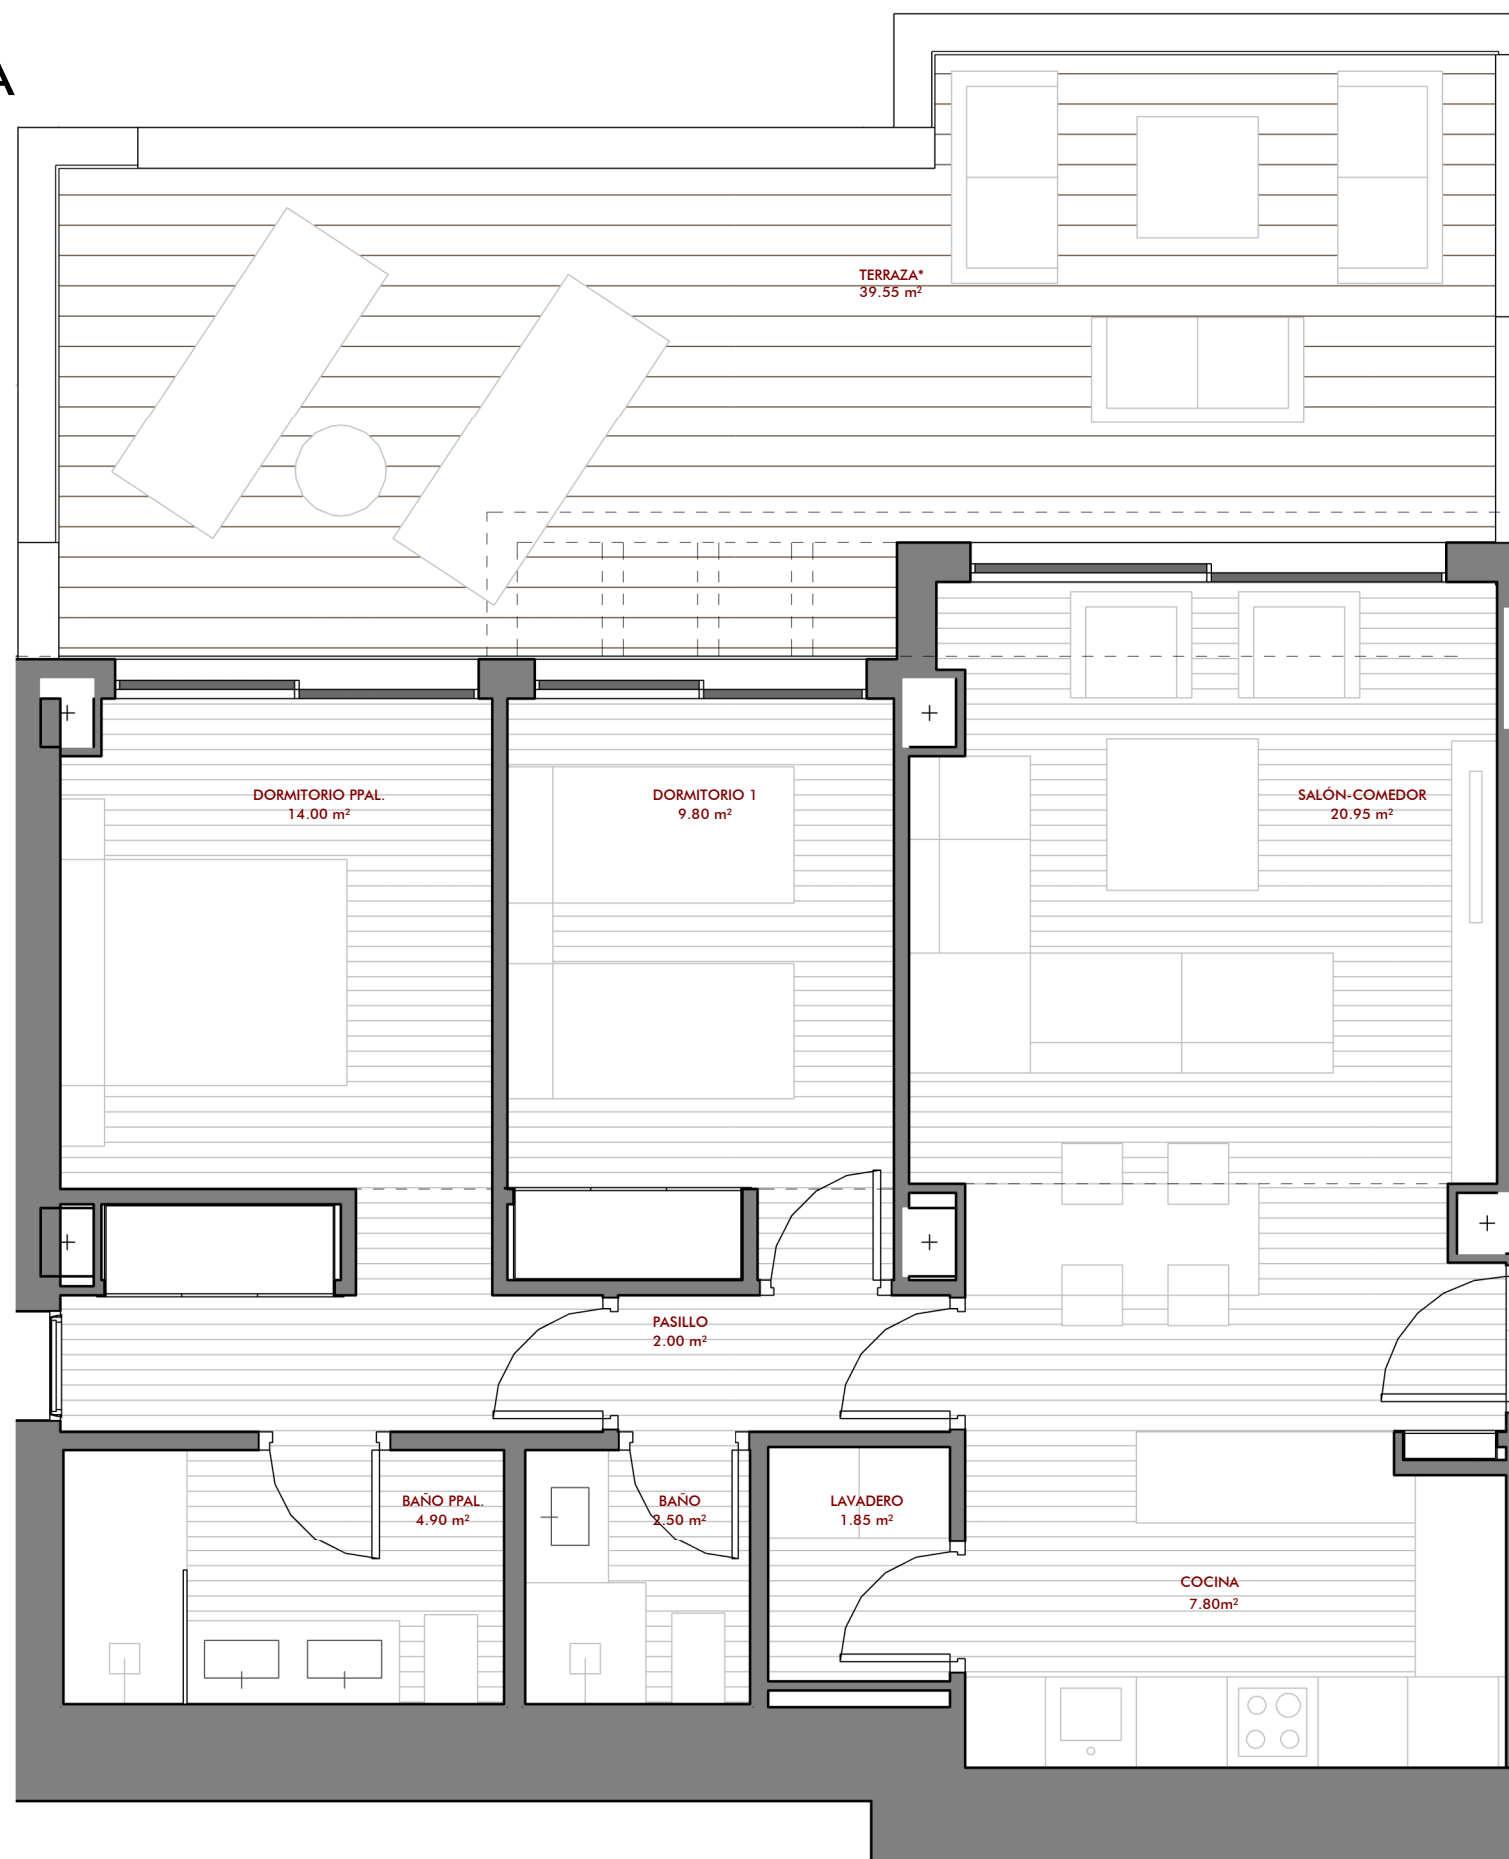 A
TERRAZA*
39.55 m²
DORMITORIO PPAL.
14.00 m²
DORMITORIO 1
9.80 m²
SALÓN-COMEDOR
20.95 m²
PASILLO
2.00 m²
BAÑO PPAL.
4.90 m²
BAÑO
2.50 m²
LAVADERO
1.85 m²
COCINA
7.80m²